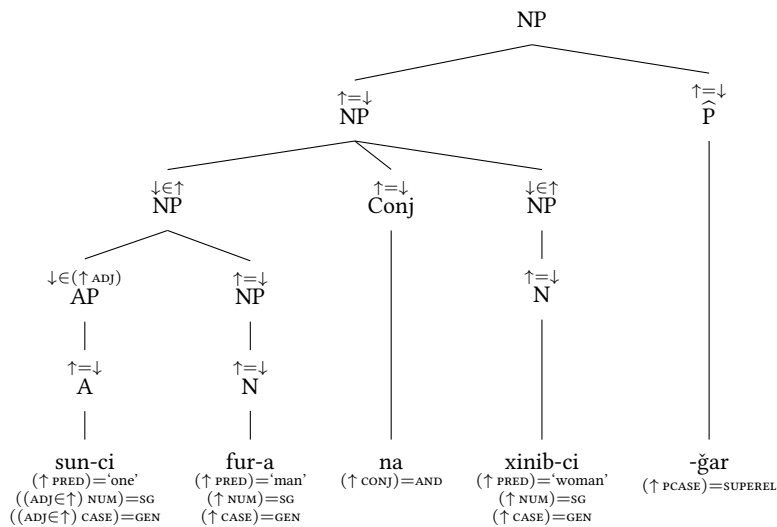 NP
↑=↓ ↑=↓
NP P̂
↓∈↑ ↑=↓ ↓∈↑
NP Conj NP
↓∈(↑ ADJ) ↑=↓ ↑=↓
AP NP N
↑=↓ ↑=↓
A N
sun-ci fur-a na xinib-ci -ǧar
(↑ PRED)=‘one’ (↑ PRED)=‘man’ (↑ CONJ)=AND (↑ PRED)=‘woman’ (↑ PCASE)=SUPEREL
((ADJ∈↑) NUM)=SG (↑ NUM)=SG (↑ NUM)=SG
((ADJ∈↑) CASE)=GEN (↑ CASE)=GEN (↑ CASE)=GEN